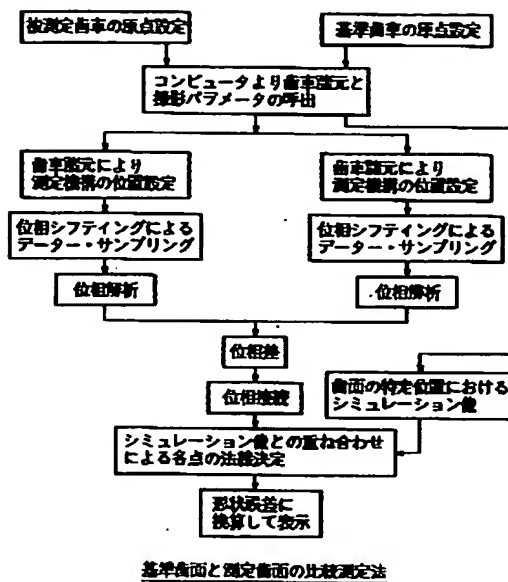 被測定歯車の原点設定
基準歯車の原点設定
コンピュータより歯車諸元と
撮影パラメータの呼出
歯車諸元により
測定機構の位置設定
歯車諸元により
測定機構の位置設定
位相シフティングによる
データー・サンプリング
位相シフティングによる
データー・サンプリング
位相解析
位相解析
位相差
位相接続
歯面の特定位置における
シミュレーション像
シミュレーション像との重ね合わせ
による各点の法線決定
形状誤差に
換算して表示
基準歯面と測定歯面の比較測定法